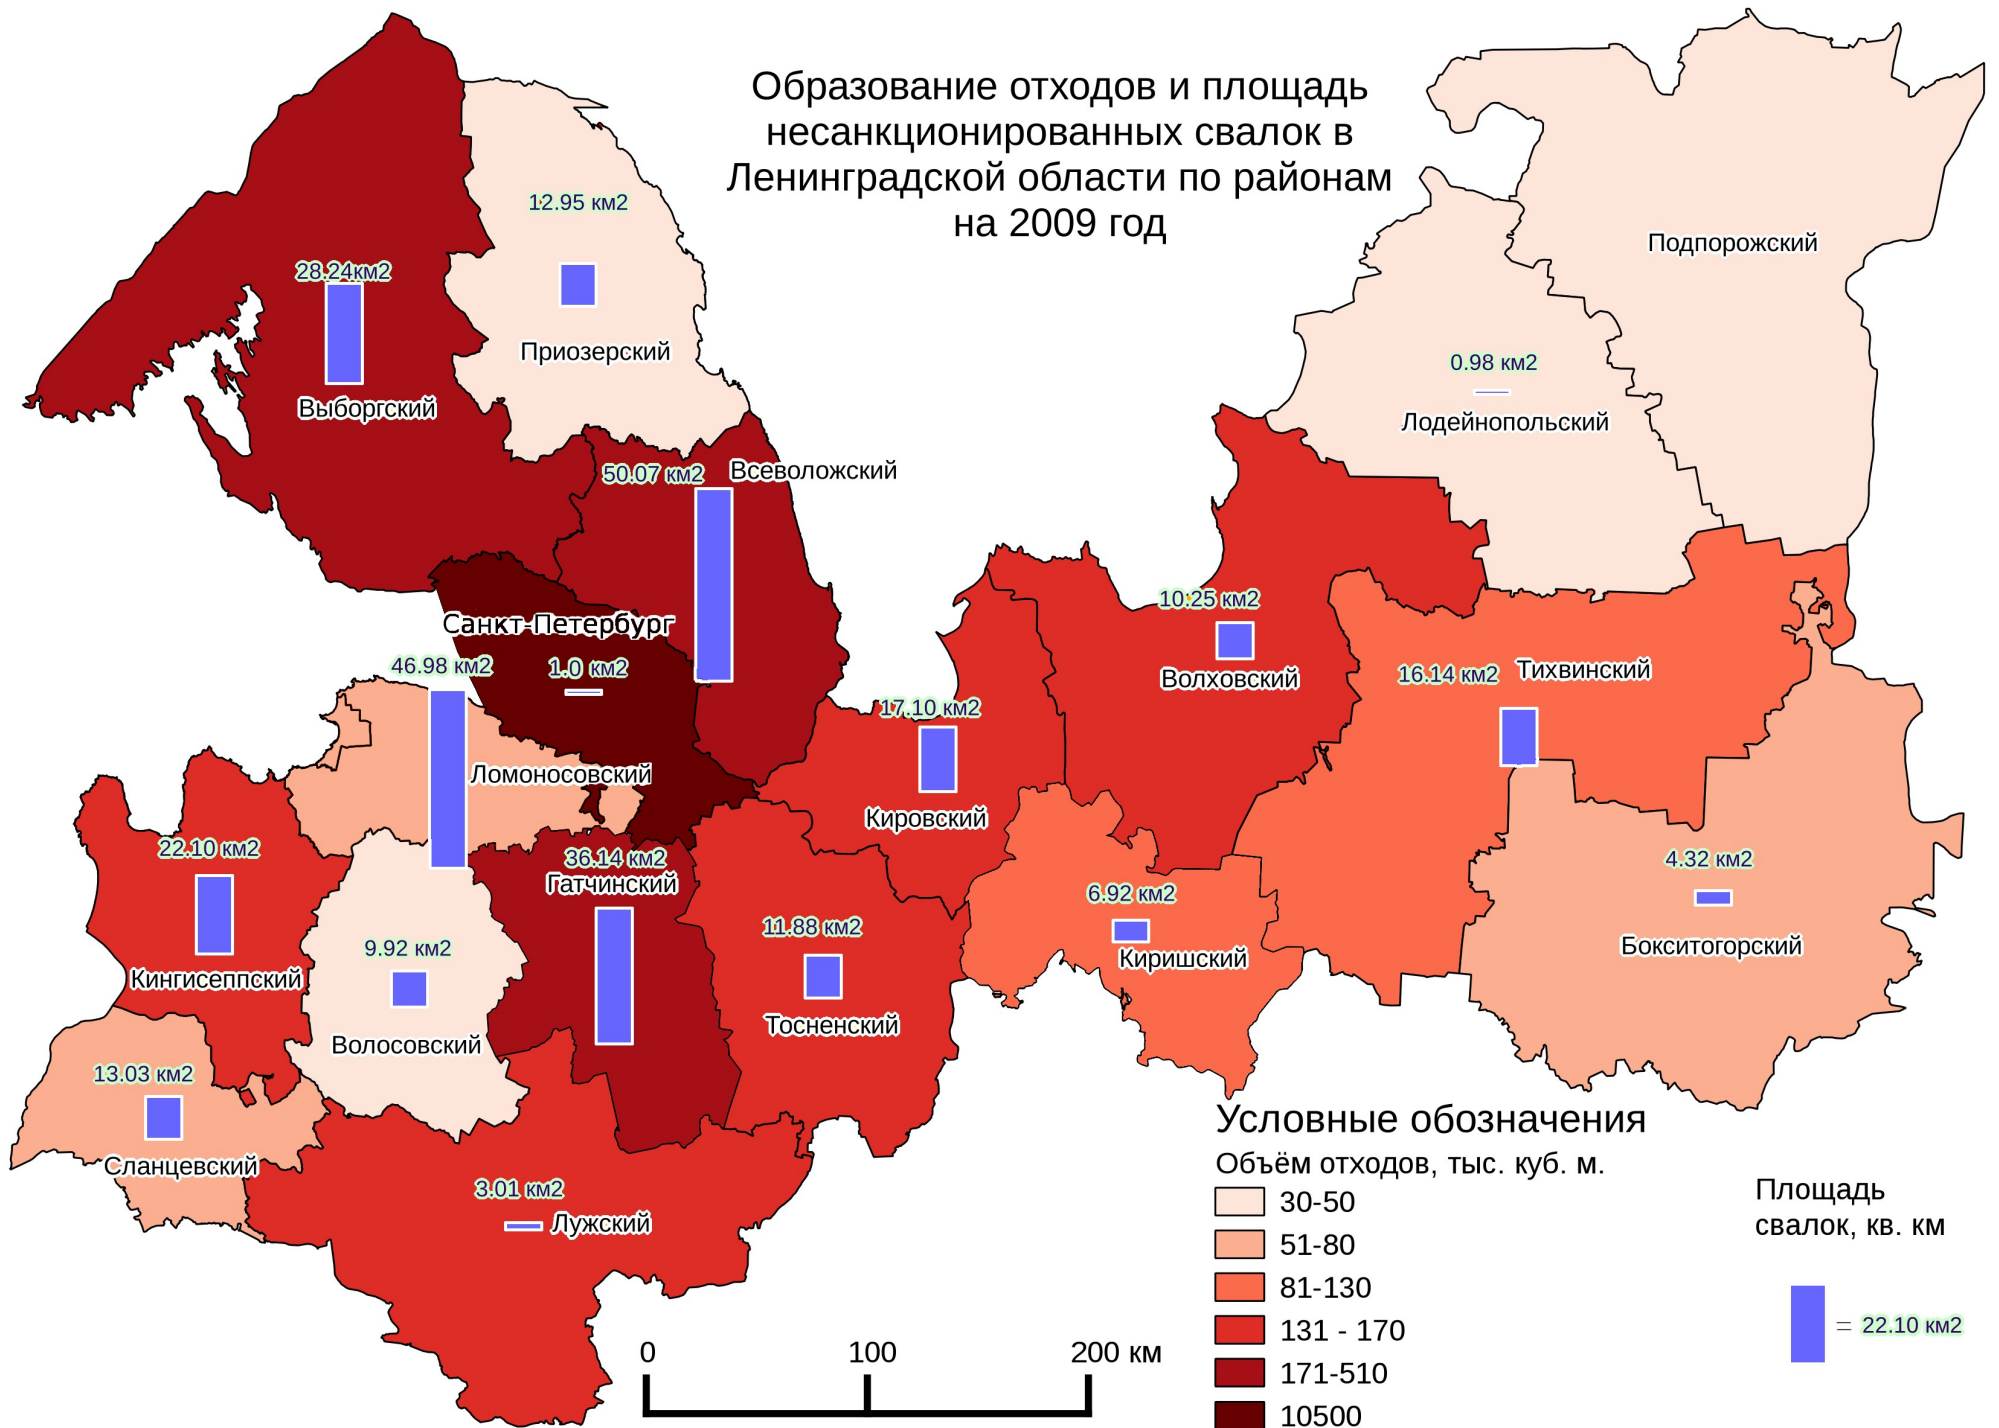 Образование отходов и площадь
несанкционированных свалок в
Ленинградской области по районам
на 2009 год
12.95 км2
Приозерский
28.24км2
Выборгский
50.07 км2
Всеволожский
Санкт-Петербург
1.0 км2
46.98 км2
Ломоносовский
22.10 км2
Кингисеппский
9.92 км2
Волосовский
36.14 км2
Гатчинский
11.88 км2
Тосненский
13.03 км2
Сланцевский
3.01 км2
Лужский
17.10 км2
Кировский
10.25 км2
Волховский
6.92 км2
Киришский
16.14 км2
Тихвинский
4.32 км2
Бокситогорский
0.98 км2
Лодейнопольский
Подпорожский
0 100 200 км
Условные обозначения
Объём отходов, тыс. куб. м.
30-50
51-80
81-130
131 - 170
171-510
10500
Площадь
свалок, кв. км
= 22.10 км2